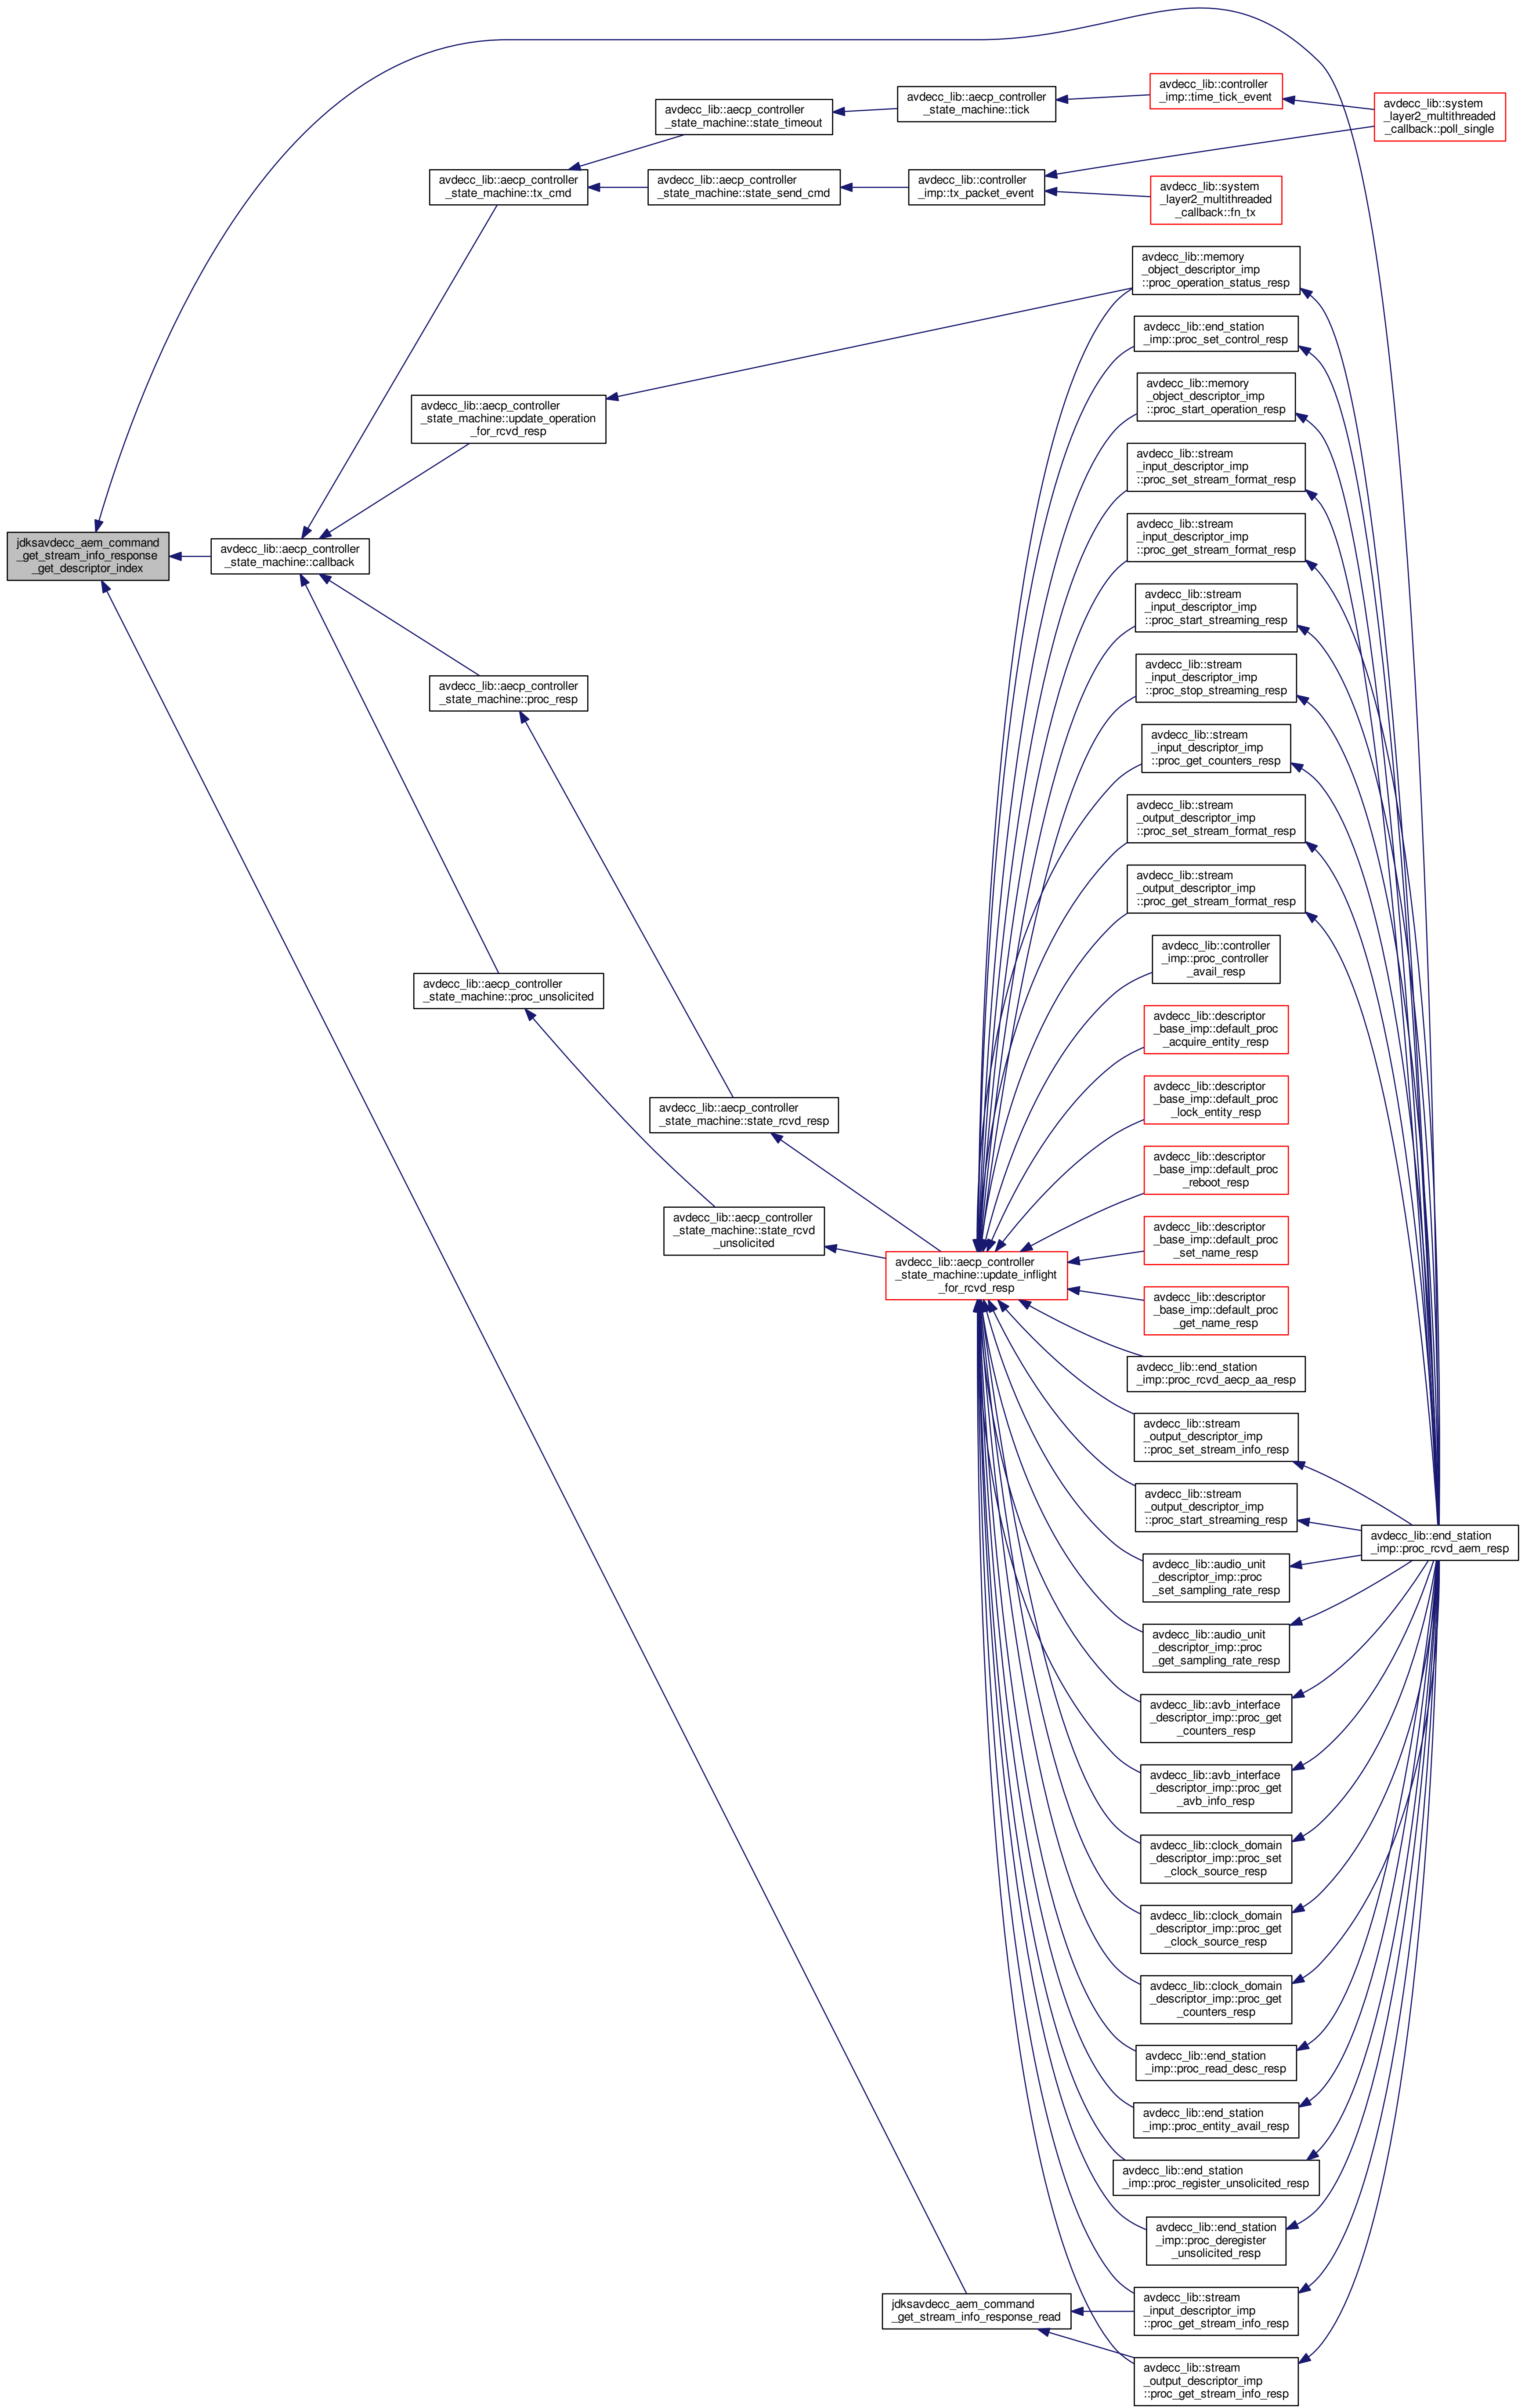 avdecc_lib::controller
_imp::time_tick_event
avdecc_lib::system
_layer2_multithreaded
_callback::poll_single
avdecc_lib::aecp_controller
_state_machine::tick
avdecc_lib::aecp_controller
_state_machine::state_timeout
avdecc_lib::aecp_controller
_state_machine::tx_cmd
avdecc_lib::aecp_controller
_state_machine::state_send_cmd
avdecc_lib::controller
_imp::tx_packet_event
avdecc_lib::system
_layer2_multithreaded
_callback::fn_tx
avdecc_lib::memory
_object_descriptor_imp
::proc_operation_status_resp
avdecc_lib::end_station
_imp::proc_set_control_resp
avdecc_lib::memory
_object_descriptor_imp
::proc_start_operation_resp
avdecc_lib::aecp_controller
_state_machine::update_operation
_for_rcvd_resp
avdecc_lib::stream
_input_descriptor_imp
::proc_set_stream_format_resp
avdecc_lib::stream
_input_descriptor_imp
::proc_get_stream_format_resp
jdksavdecc_aem_command
_get_stream_info_response
_get_descriptor_index
avdecc_lib::aecp_controller
_state_machine::callback
avdecc_lib::stream
_input_descriptor_imp
::proc_start_streaming_resp
avdecc_lib::stream
_input_descriptor_imp
::proc_stop_streaming_resp
avdecc_lib::aecp_controller
_state_machine::proc_resp
avdecc_lib::stream
_input_descriptor_imp
::proc_get_counters_resp
avdecc_lib::stream
_output_descriptor_imp
::proc_set_stream_format_resp
avdecc_lib::stream
_output_descriptor_imp
::proc_get_stream_format_resp
avdecc_lib::controller
_imp::proc_controller
_avail_resp
avdecc_lib::aecp_controller
_state_machine::proc_unsolicited
avdecc_lib::descriptor
_base_imp::default_proc
_acquire_entity_resp
avdecc_lib::descriptor
_base_imp::default_proc
_lock_entity_resp
avdecc_lib::aecp_controller
_state_machine::state_rcvd_resp
avdecc_lib::descriptor
_base_imp::default_proc
_reboot_resp
avdecc_lib::aecp_controller
_state_machine::state_rcvd
_unsolicited
avdecc_lib::descriptor
_base_imp::default_proc
_set_name_resp
avdecc_lib::aecp_controller
_state_machine::update_inflight
_for_rcvd_resp
avdecc_lib::descriptor
_base_imp::default_proc
_get_name_resp
avdecc_lib::end_station
_imp::proc_rcvd_aecp_aa_resp
avdecc_lib::stream
_output_descriptor_imp
::proc_set_stream_info_resp
avdecc_lib::stream
_output_descriptor_imp
::proc_start_streaming_resp
avdecc_lib::end_station
_imp::proc_rcvd_aem_resp
avdecc_lib::audio_unit
_descriptor_imp::proc
_set_sampling_rate_resp
avdecc_lib::audio_unit
_descriptor_imp::proc
_get_sampling_rate_resp
avdecc_lib::avb_interface
_descriptor_imp::proc_get
_counters_resp
avdecc_lib::avb_interface
_descriptor_imp::proc_get
_avb_info_resp
avdecc_lib::clock_domain
_descriptor_imp::proc_set
_clock_source_resp
avdecc_lib::clock_domain
_descriptor_imp::proc_get
_clock_source_resp
avdecc_lib::clock_domain
_descriptor_imp::proc_get
_counters_resp
avdecc_lib::end_station
_imp::proc_read_desc_resp
avdecc_lib::end_station
_imp::proc_entity_avail_resp
avdecc_lib::end_station
_imp::proc_register_unsolicited_resp
avdecc_lib::end_station
_imp::proc_deregister
_unsolicited_resp
jdksavdecc_aem_command
_get_stream_info_response_read
avdecc_lib::stream
_input_descriptor_imp
::proc_get_stream_info_resp
avdecc_lib::stream
_output_descriptor_imp
::proc_get_stream_info_resp